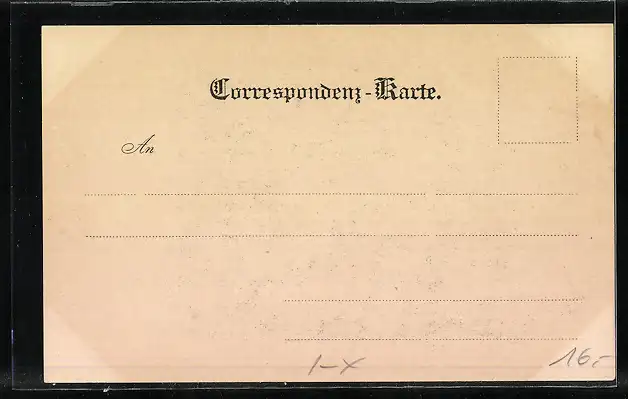 Correspondenz-Karte.
An
1-x
16.-